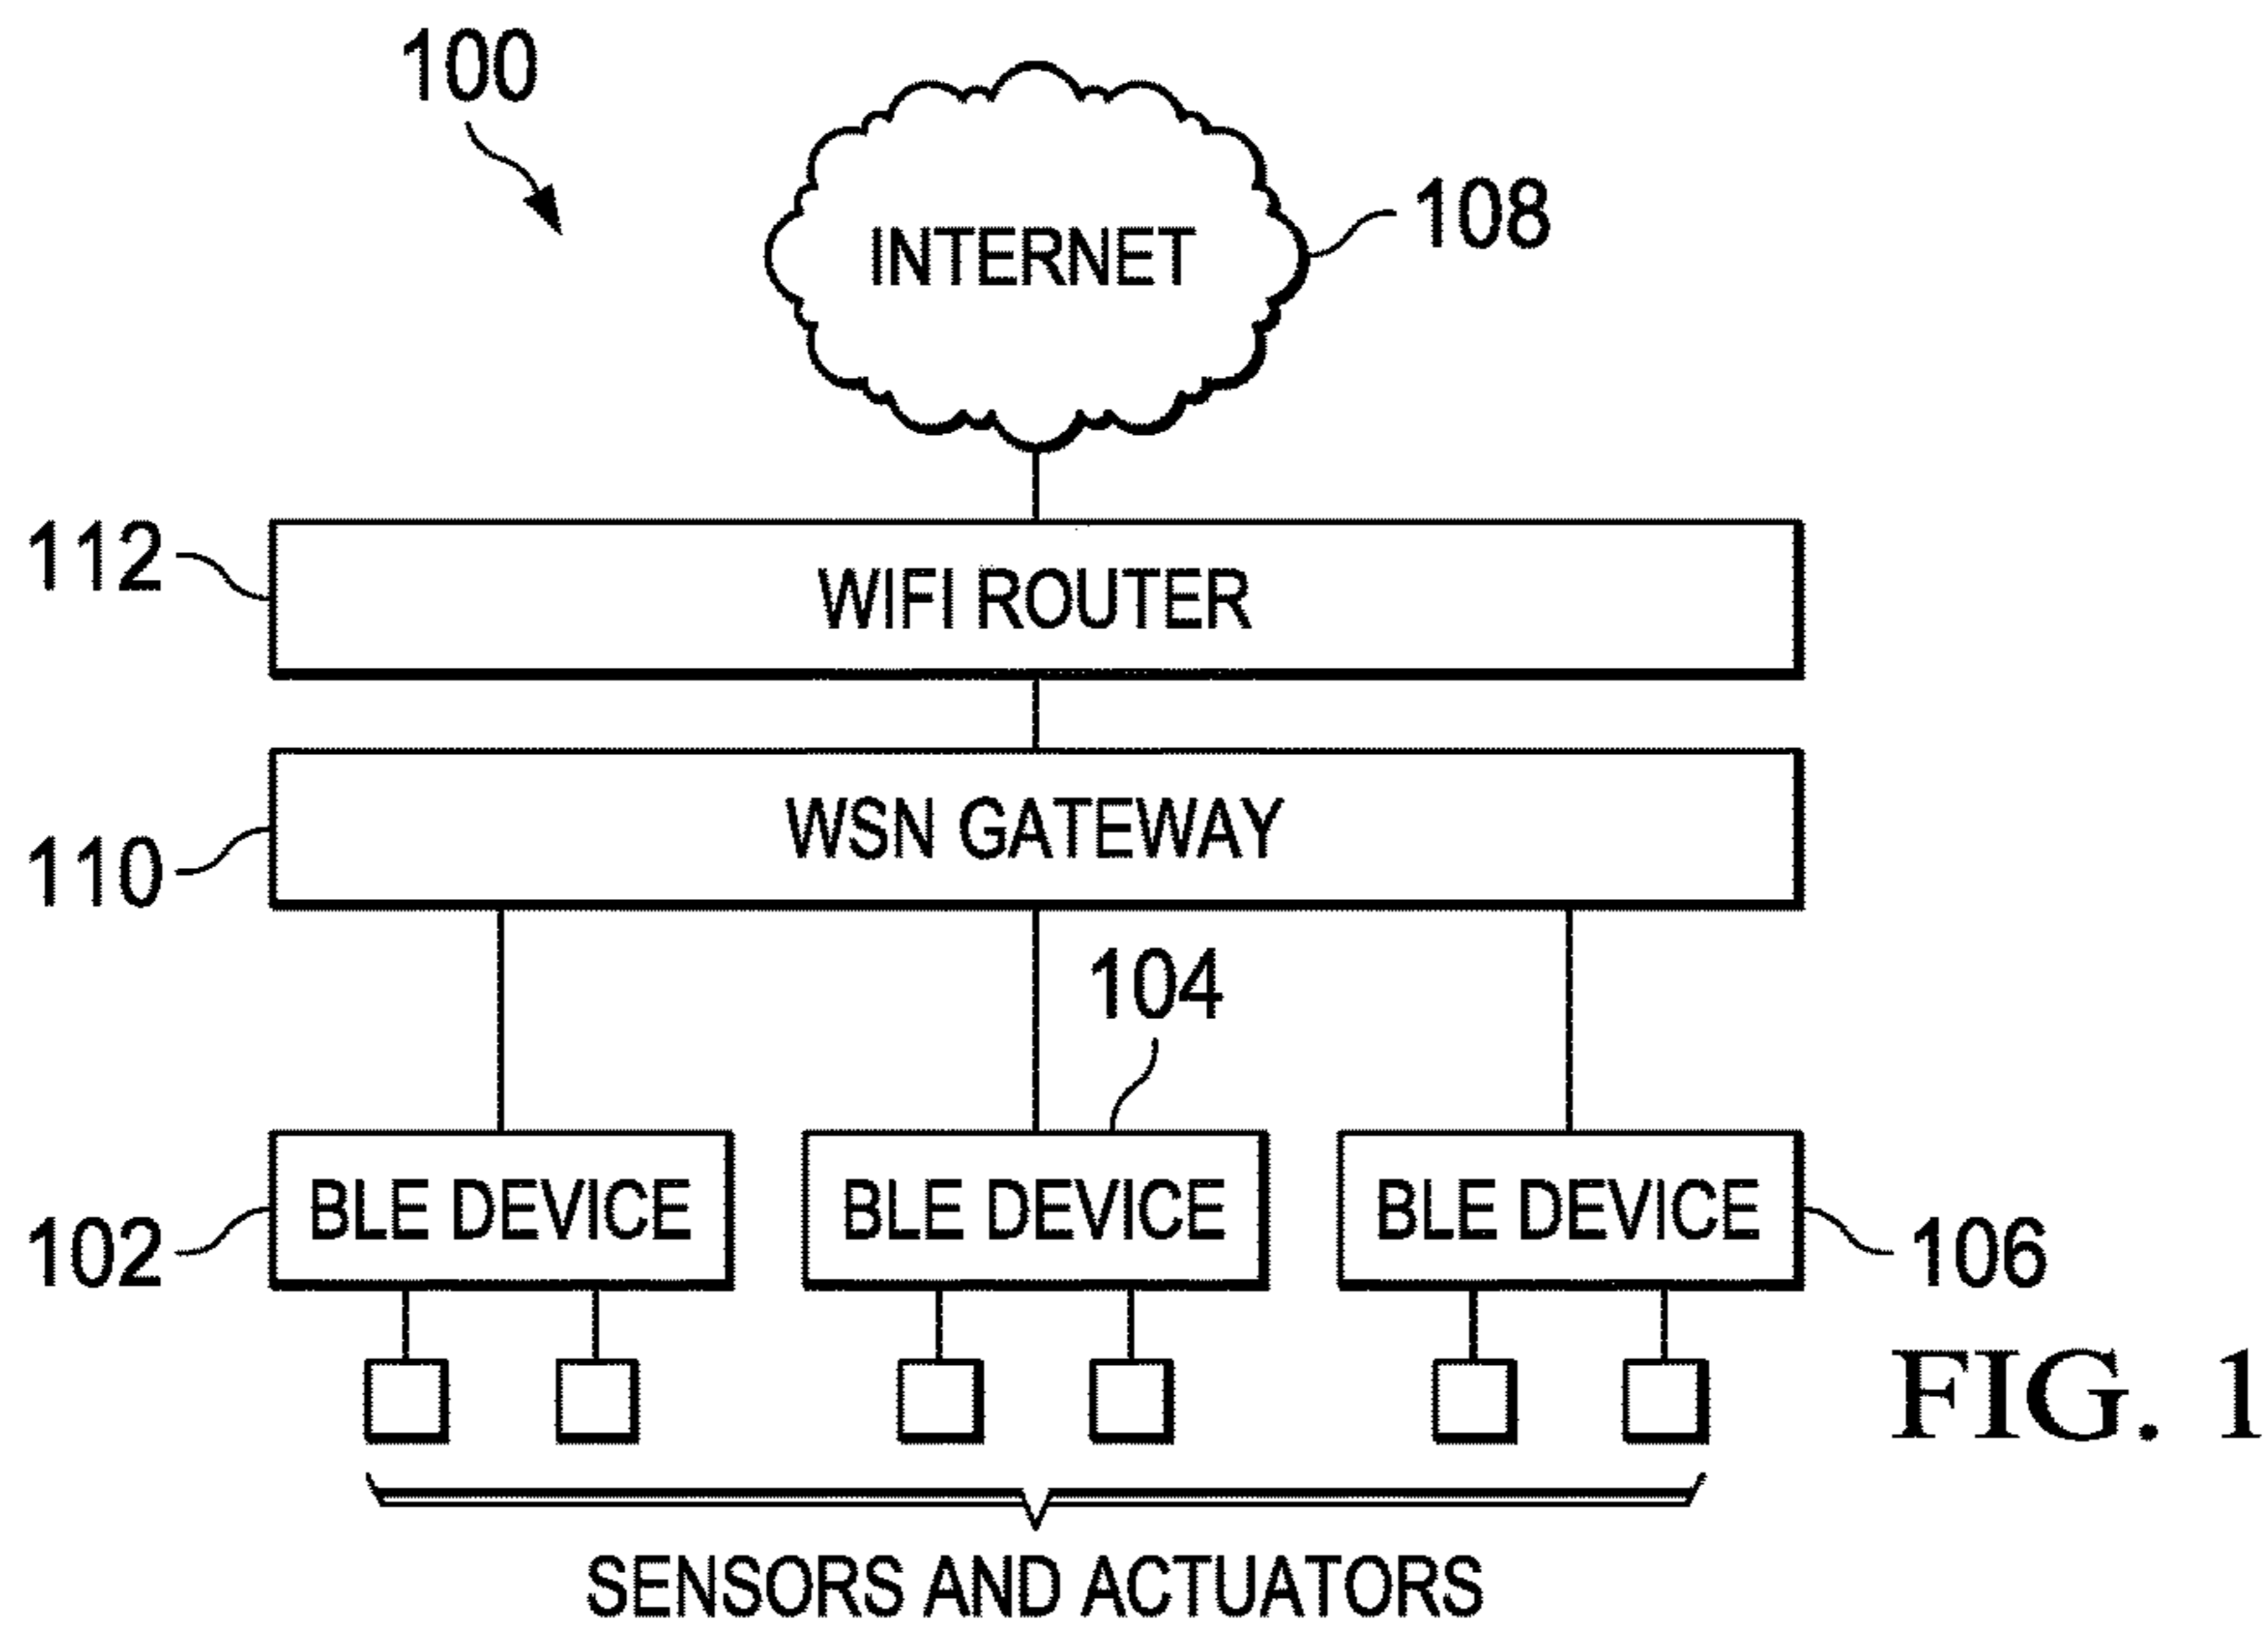 100
INTERNET
108
112
WIFI ROUTER
WSN GATEWAY
110
104
BLE DEVICE
BLE DEVICE
BLE DEVICE
102
106
FIG. 1
SENSORS AND ACTUATORS